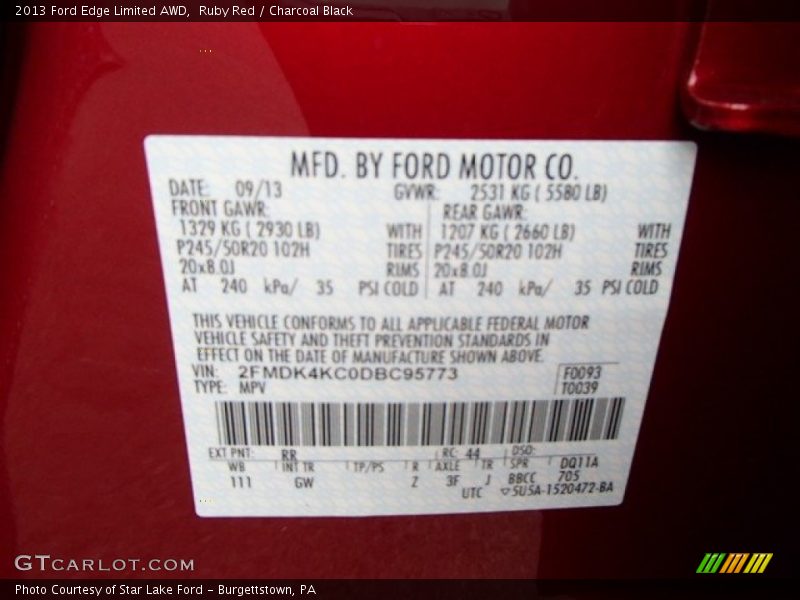 2013 Ford Edge Limited AWD,  Ruby Red / Charcoal Black
MFD. BY FORD MOTOR CO.
DATE: 09/13 GVWR: 2531 KG ( 5580 LB)
FRONT GAWR: REAR GAWR:
1329 KG ( 2930 LB) WITH 1207 KG ( 2660 LB) WITH
P245/50R20 102H TIRES P245/50R20 102H TIRES
20x8.0J RIMS 20x8.0J RIMS
AT 240 kPa/ 35 PSI COLD AT 240 kPa/ 35 PSI COLD
THIS VEHICLE CONFORMS TO ALL APPLICABLE FEDERAL MOTOR
VEHICLE SAFETY AND THEFT PREVENTION STANDARDS IN
EFFECT ON THE DATE OF MANUFACTURE SHOWN ABOVE.
VIN: 2FMDK4KC0DBC95773 F0093
TYPE: MPV T0039
EXT PNT: RR RC: 44 DSO:
WB INT TR TP/PS R AXLE TR SPR DQ11A
111 GW Z 3F J BBCC 705
UTC ▽5U5A-1520472-BA
GTCARLOT.COM
Photo Courtesy of Star Lake Ford - Burgettstown, PA